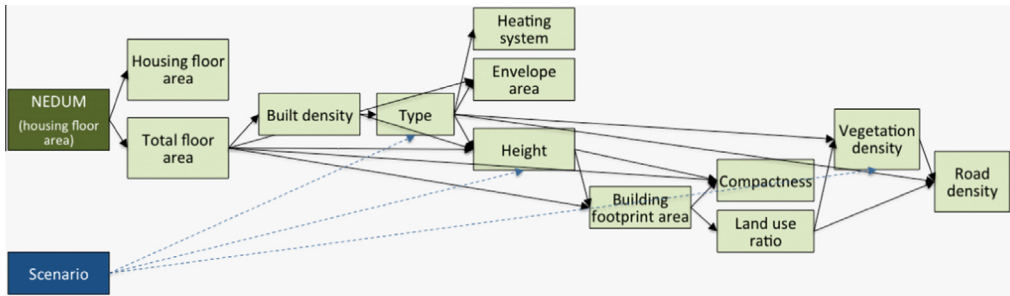 Heating
system
Housing floor
area
Envelope
area
NEDUM
(housing floor
area)
Built density
Type
Total floor
area
Height
Vegetation
density
Compactness
Road
density
Building
footprint area
Land use
ratio
Scenario